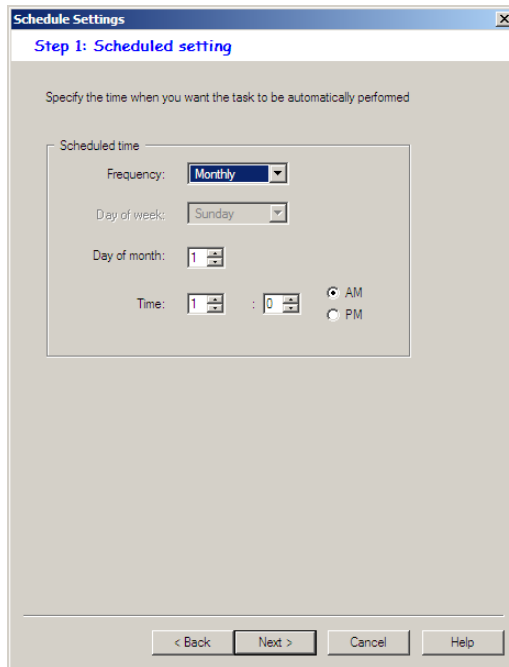 Schedule Settings
Step 1: Scheduled setting
Specify the time when you want the task to be automatically performed
Scheduled time
Frequency: Monthly
Day of week: Sunday
Day of month: 1
Time: 1 : 0 AM
PM
< Back Next > Cancel Help